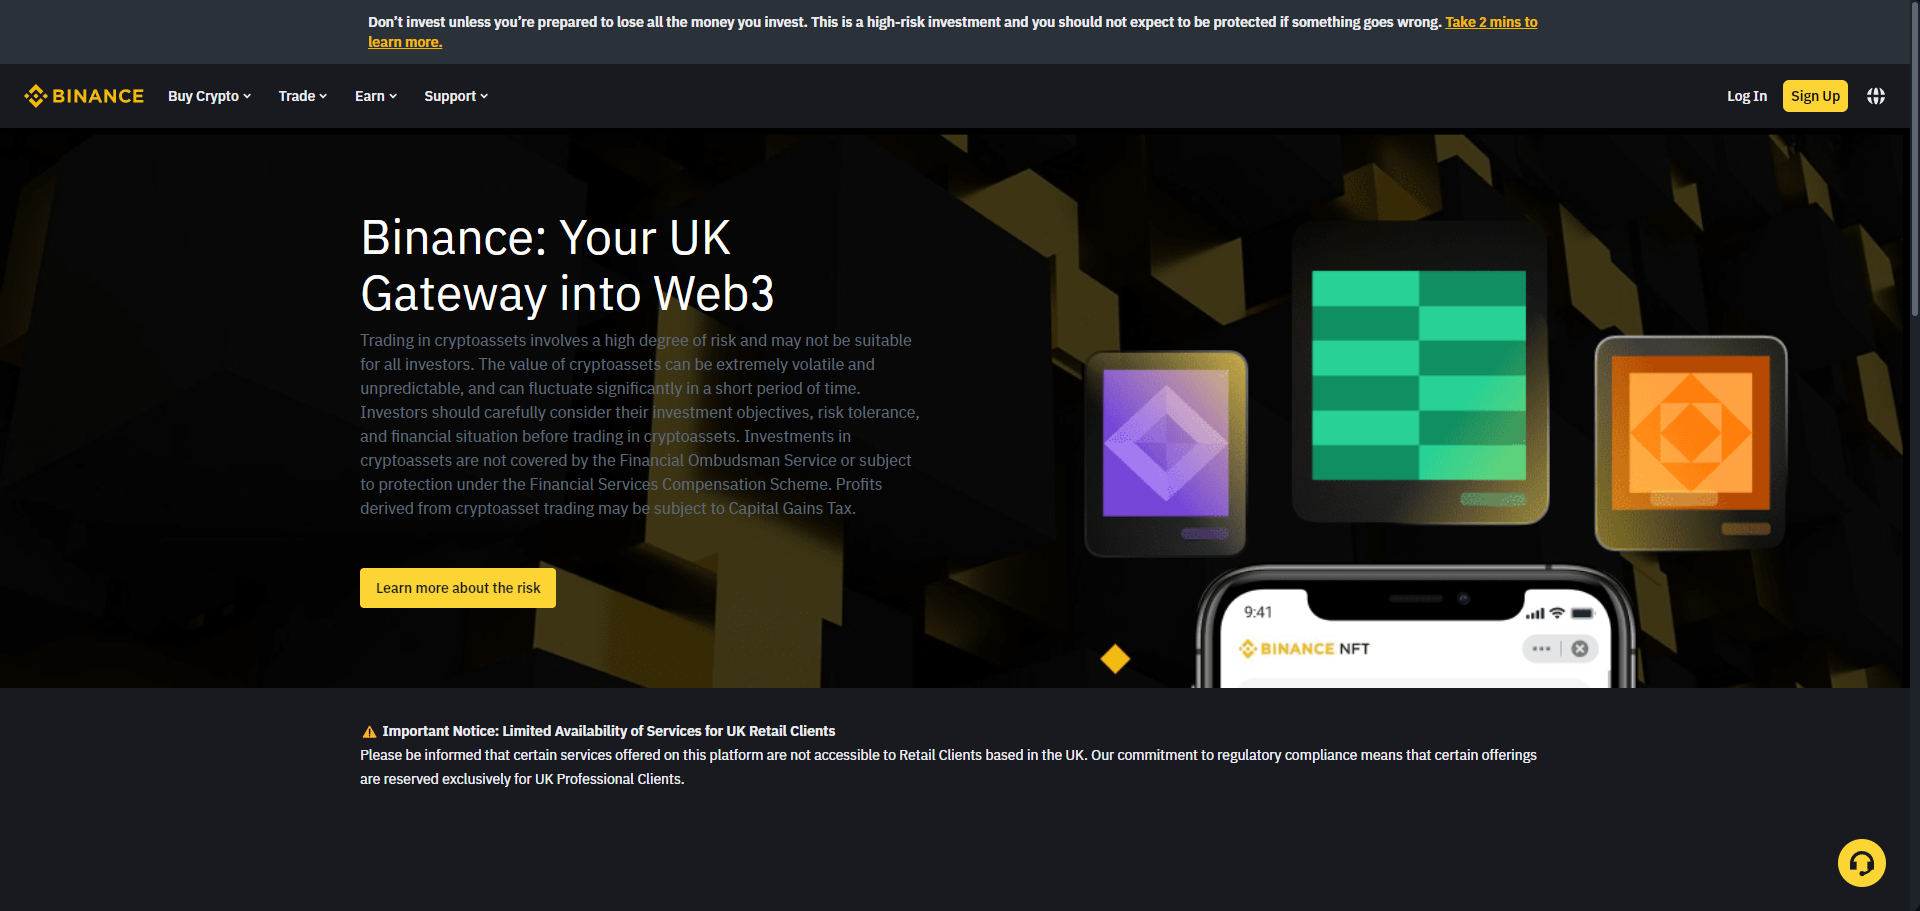 Don’t invest unless you’re prepared to lose all the money you invest. This is a high-risk investment and you should not expect to be protected if something goes wrong. Take 2 mins to
learn more.
BINANCE
Buy Crypto
Trade
Earn
Support
Log In
Sign Up
Binance: Your UK
Gateway into Web3
Trading in cryptoassets involves a high degree of risk and may not be suitable
for all investors. The value of cryptoassets can be extremely volatile and
unpredictable, and can fluctuate significantly in a short period of time.
Investors should carefully consider their investment objectives, risk tolerance,
and financial situation before trading in cryptoassets. Investments in
cryptoassets are not covered by the Financial Ombudsman Service or subject
to protection under the Financial Services Compensation Scheme. Profits
derived from cryptoasset trading may be subject to Capital Gains Tax.
Learn more about the risk
9:41
BINANCE NFT
Important Notice: Limited Availability of Services for UK Retail Clients
Please be informed that certain services offered on this platform are not accessible to Retail Clients based in the UK. Our commitment to regulatory compliance means that certain offerings
are reserved exclusively for UK Professional Clients.